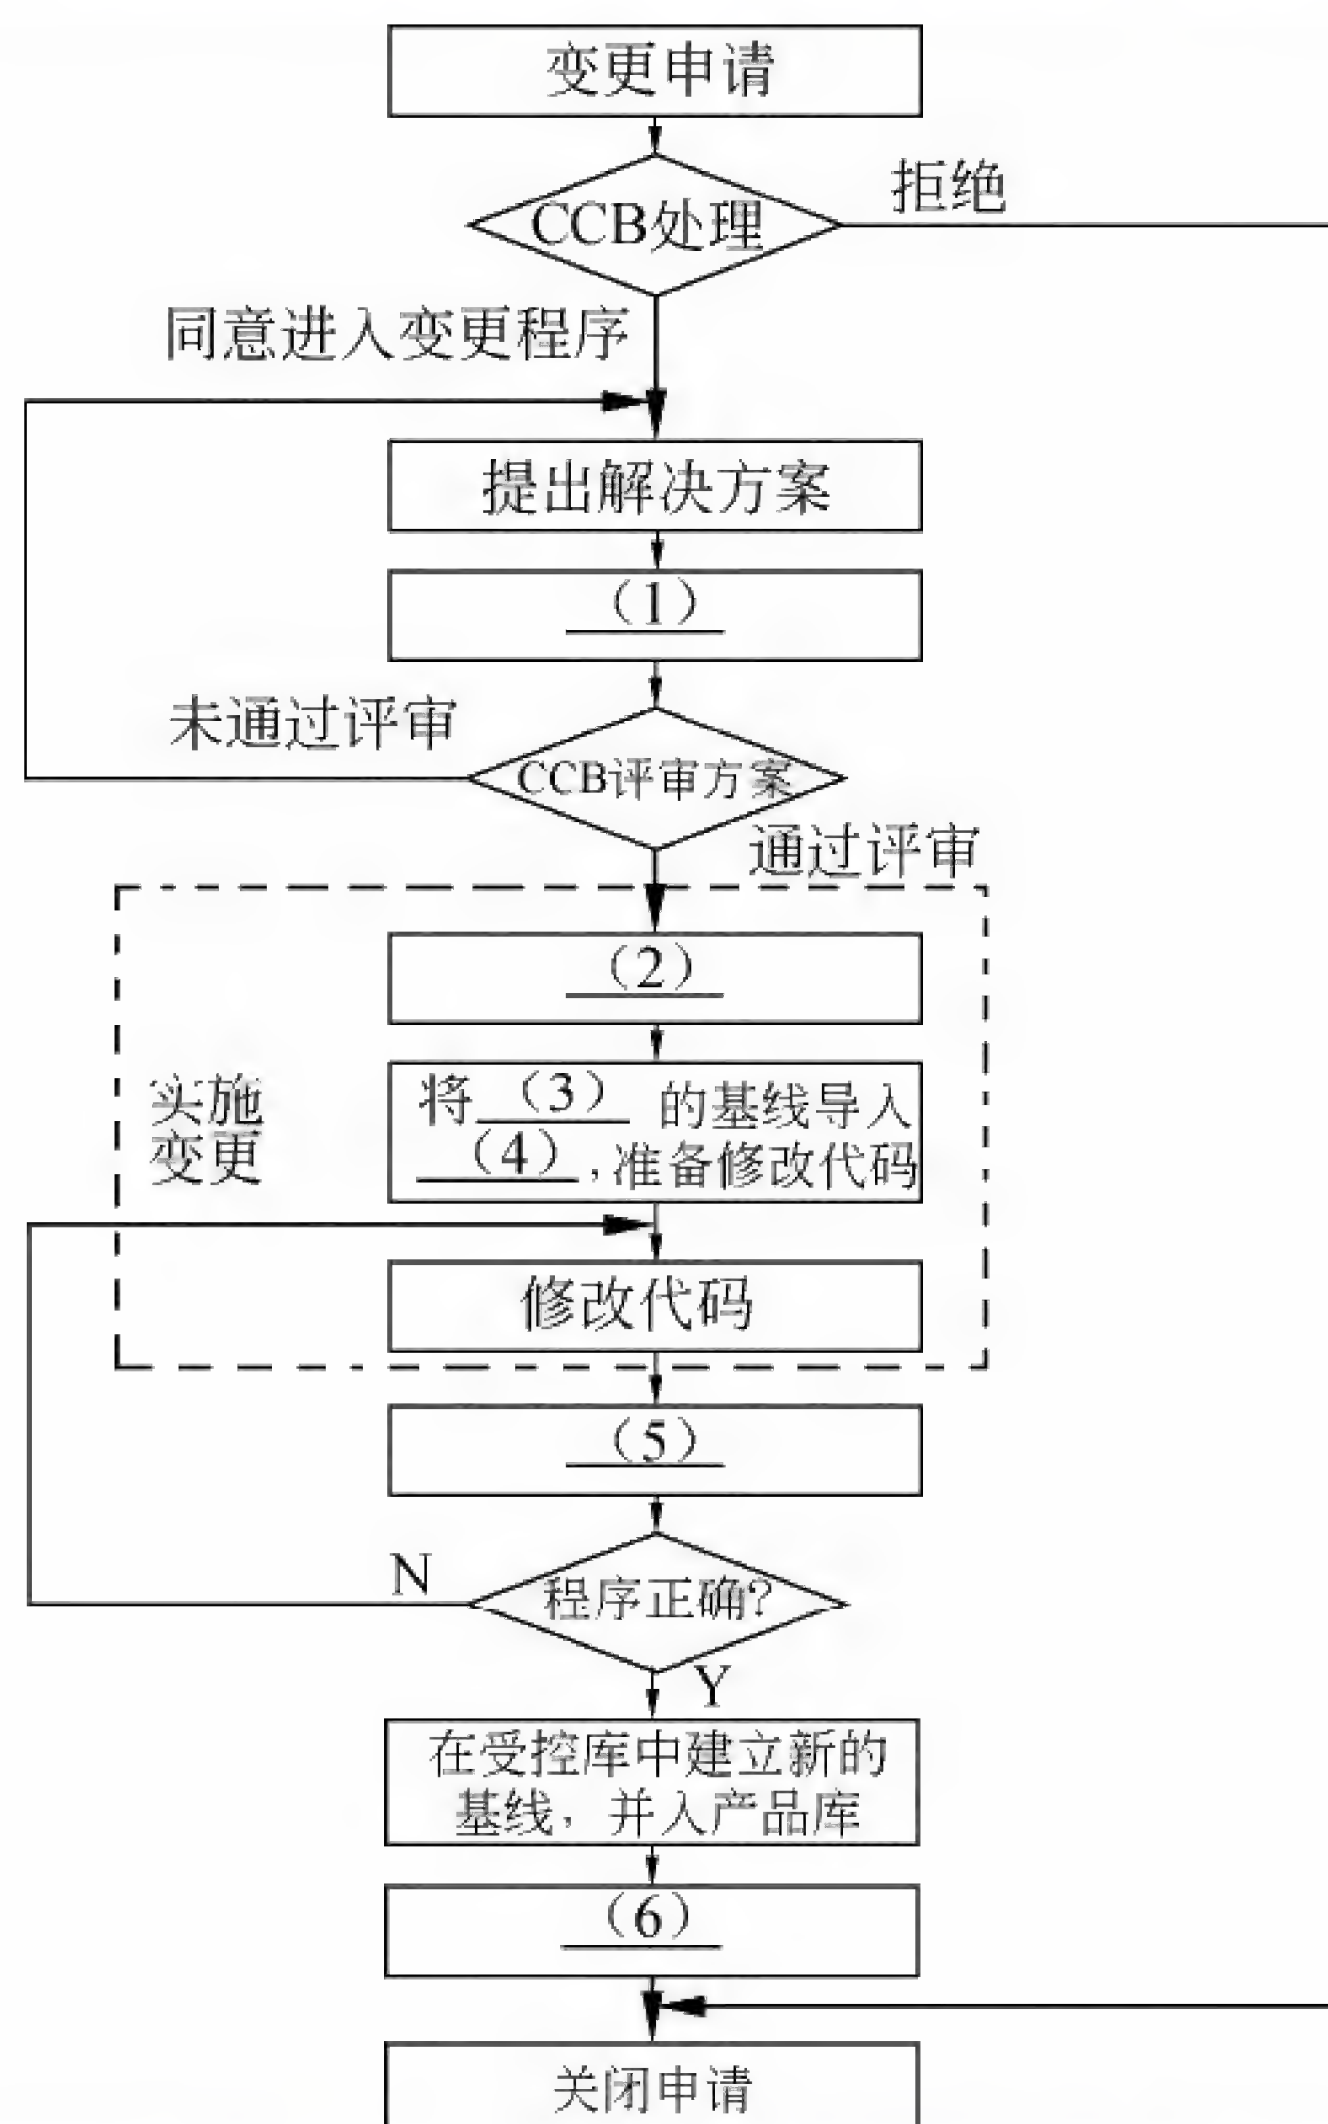 变更申请
CCB处理
拒绝
同意进入变更程序
提出解决方案
(1)
未通过评审
CCB评审方案
通过评审
(2)
实施
变更
将(3)的基线导入
(4),准备修改代码
修改代码
(5)
N
程序正确?
Y
在受控库中建立新的
基线，并入产品库
(6)
关闭申请